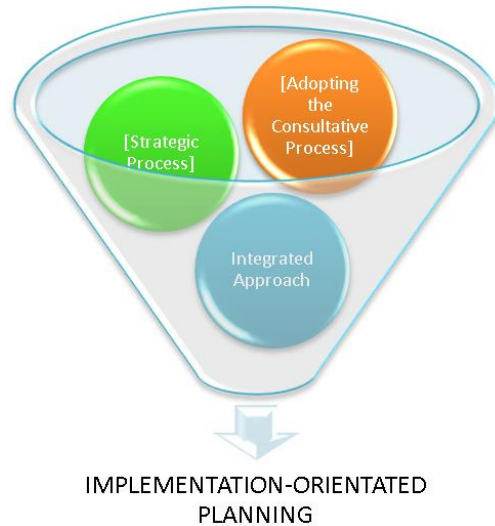 [Adopting
the
Consultative
Process]
[Strategic
Process]
Integrated
Approach
IMPLEMENTATION-ORIENTATED
PLANNING